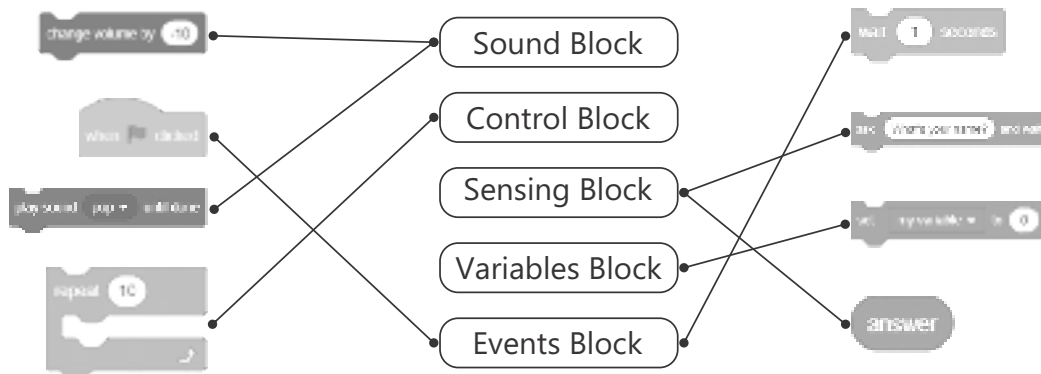 change volume by -10
when clicked
play sound pop until done
repeat 10
Sound Block
Control Block
Sensing Block
Variables Block
Events Block
wait 1 seconds
ask What's your name? and wait
set my variable to 0
answer